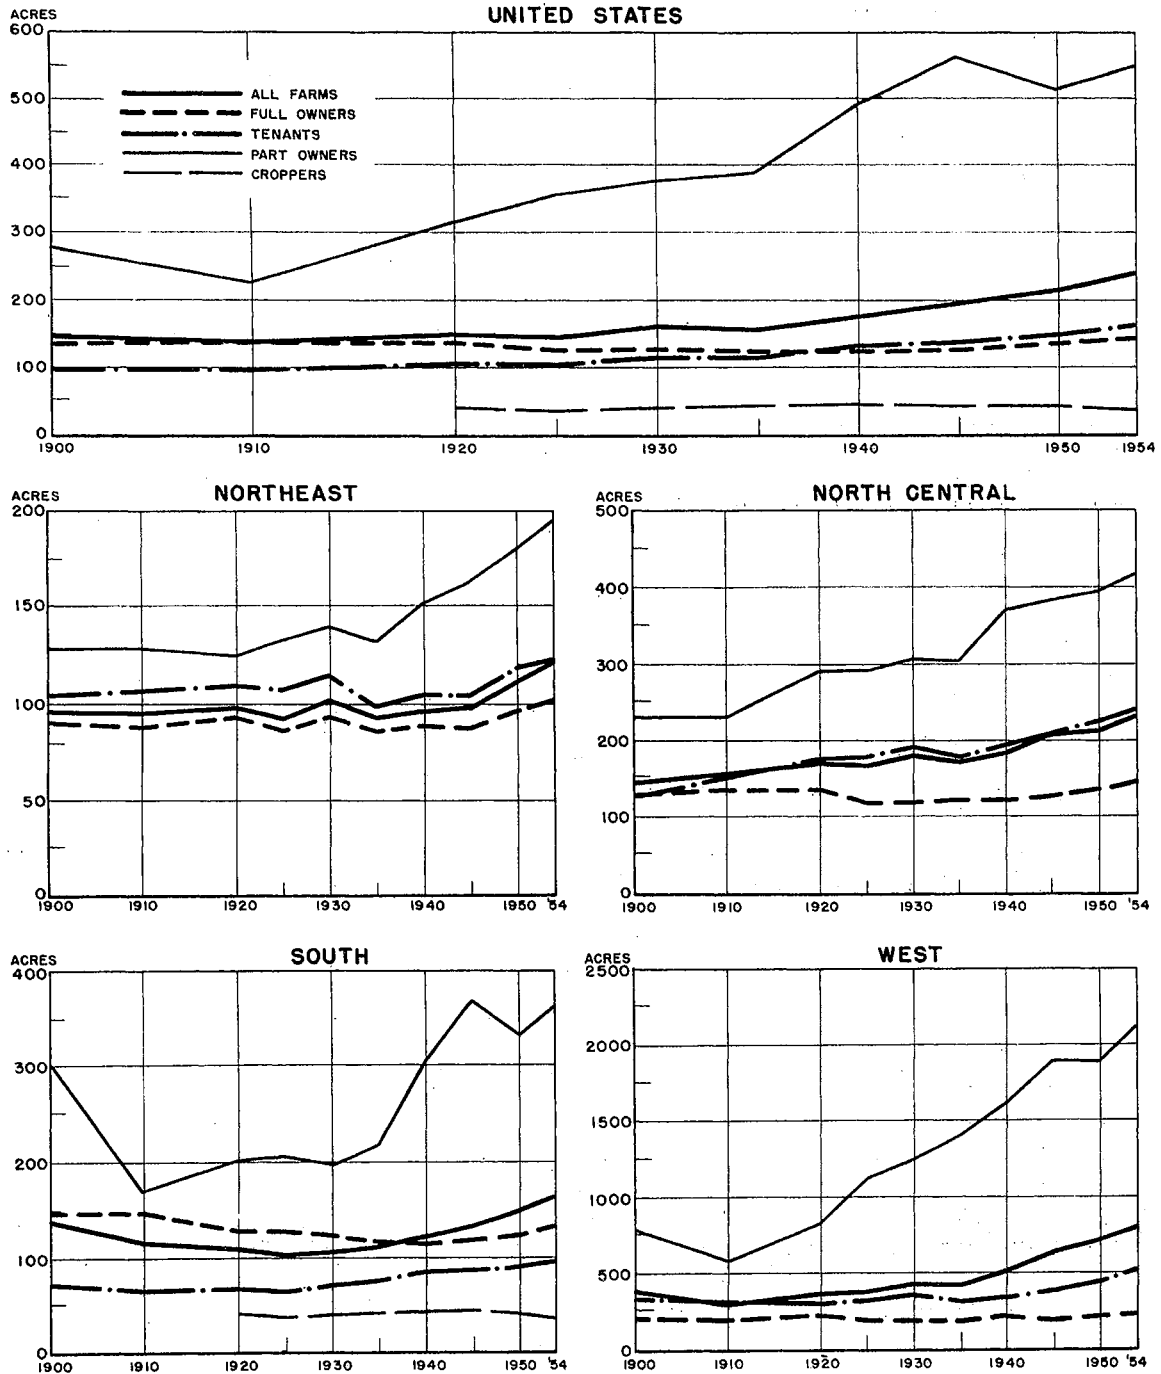 UNITED STATES
ACRES
600
500
400
300
200
100
0
ALL FARMS
FULL OWNERS
TENANTS
PART OWNERS
CROPPERS
1900 1910 1920 1930 1940 1950 1954
NORTHEAST
ACRES
200
150
100
50
0
1900 1910 1920 1930 1940 1950 '54
NORTH CENTRAL
ACRES
500
400
300
200
100
0
1900 1910 1920 1930 1940 1950 '54
SOUTH
ACRES
400
300
200
100
0
1900 1910 1920 1930 1940 1950 '54
WEST
ACRES
2500
2000
1500
1000
500
0
1900 1910 1920 1930 1940 1950 '54